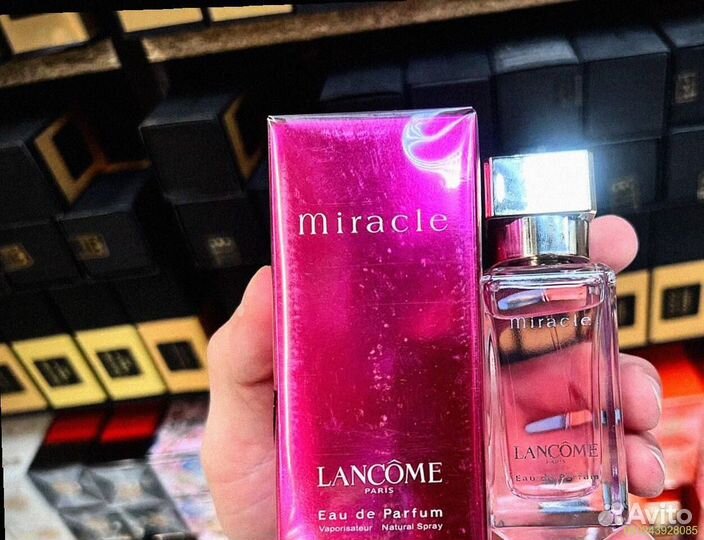 miracle
LANCÔME
PARIS
Eau de Parfum
Vaporisateur Natural Spray
miracle
LANCÔME
PARIS
Eau de Parfum
Avito